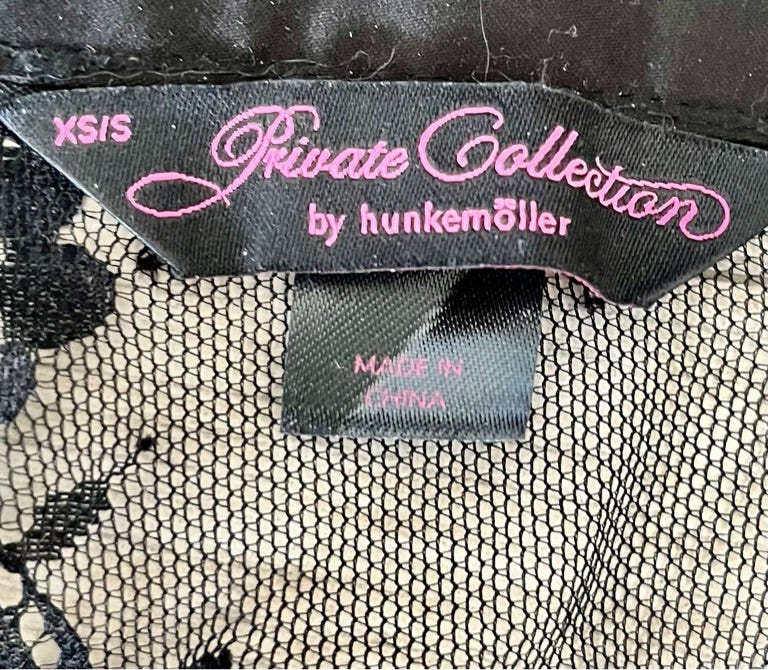 XS/S
Private Collection
by hunkemöller
MADE IN
CHINA